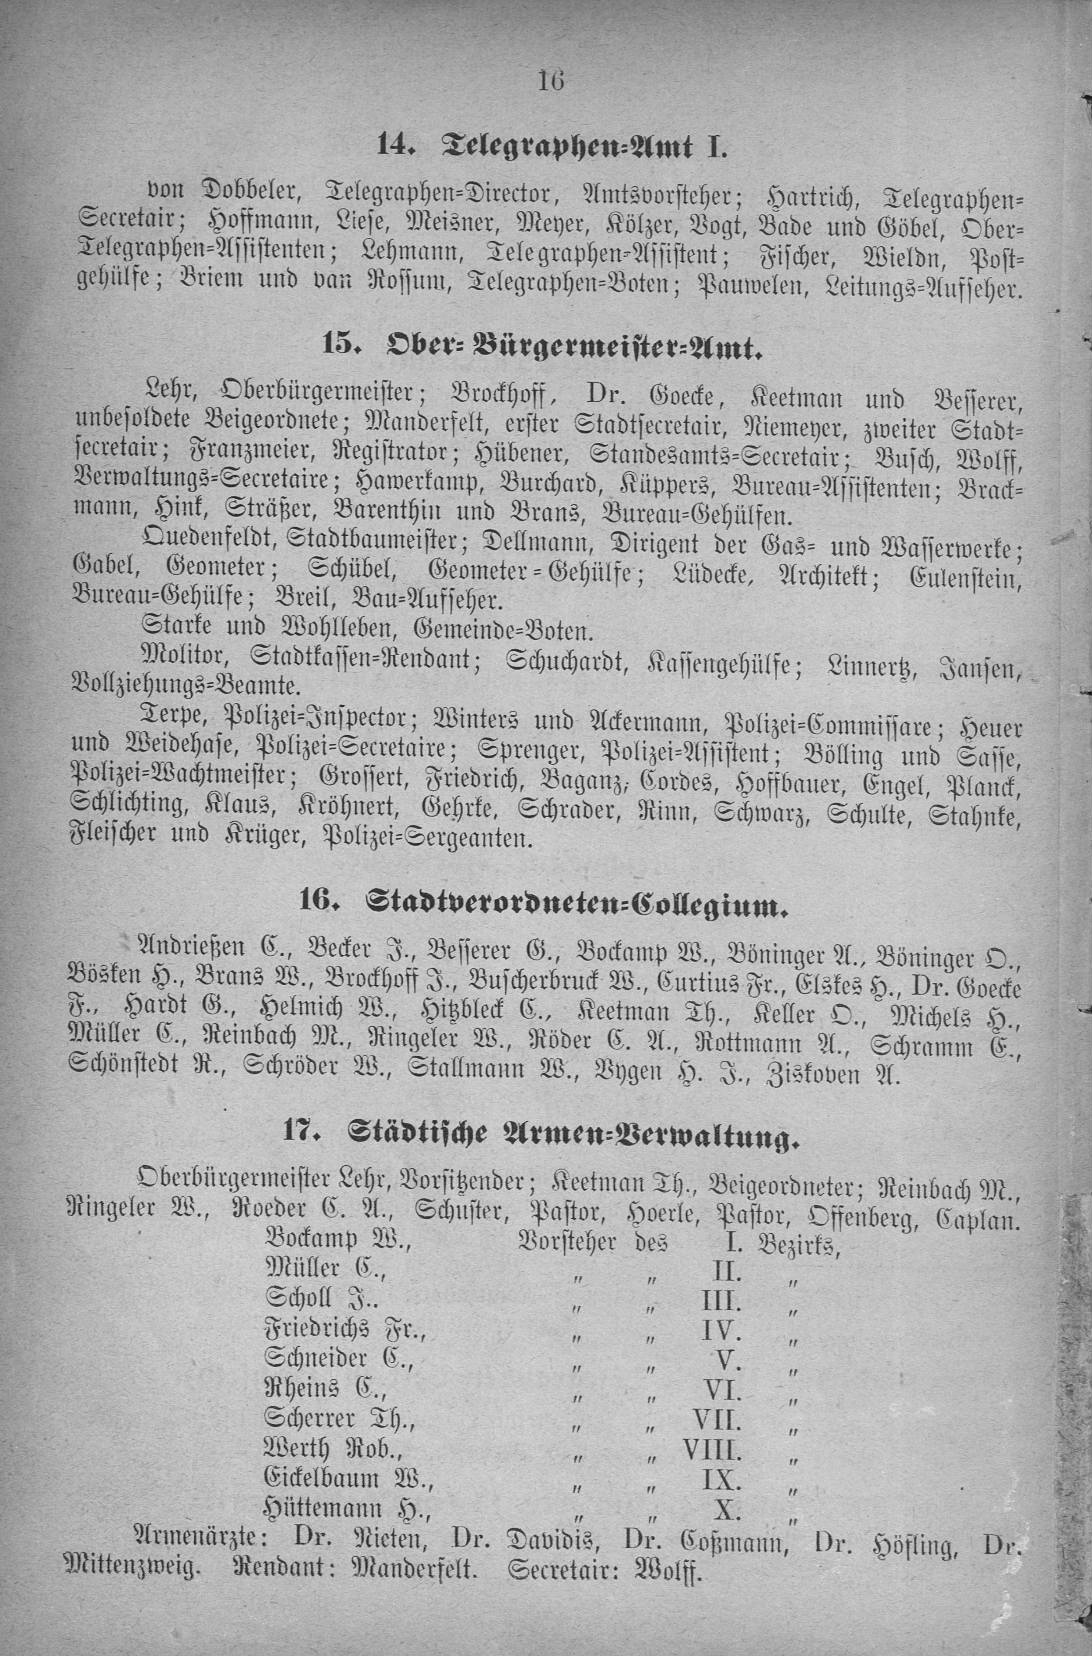 16
14. Telegraphen-Amt I.
von Dobbeler, Telegraphen-Director, Amtsvorsteher; Hartrich, Telegraphen-
Secretair; Hoffmann, Liese, Meisner, Meyer, Kölzer, Vogt, Bade und Göbel, Ober-
Telegraphen-Assistenten; Lehmann, Telegraphen-Assistent; Fischer, Wieldn, Post-
gehülfe; Briem und van Rossum, Telegraphen-Boten; Pauwelen, Leitungs-Aufseher.
15. Ober-Bürgermeister-Amt.
Lehr, Oberbürgermeister; Brockhoff, Dr. Goecke, Keetman und Besserer,
unbesoldete Beigeordnete; Manderfelt, erster Stadtsecretair, Niemeyer, zweiter Stadt-
secretair; Franzmeier, Registrator; Hübener, Standesamts-Secretair; Busch, Wolff,
Verwaltungs-Secretaire; Hawerkamp, Burchard, Küppers, Bureau-Assistenten; Brack-
mann, Hink, Sträßer, Barenthin und Brans, Bureau-Gehülfen.
Quedenfeldt, Stadtbaumeister; Dellmann, Dirigent der Gas- und Wasserwerke;
Gabel, Geometer; Schübel, Geometer-Gehülfe; Lüdecke, Architekt; Eulenstein,
Bureau-Gehülfe; Breil, Bau-Aufseher.
Starke und Wohlleben, Gemeinde-Boten.
Molitor, Stadtkassen-Rendant; Schuchardt, Kassengehülfe; Linnertz, Jansen,
Vollziehungs-Beamte.
Terpe, Polizei-Inspector; Winters und Ackermann, Polizei-Commissare; Heuer
und Weidehase, Polizei-Secretaire; Sprenger, Polizei-Assistent; Bölling und Sasse,
Polizei-Wachtmeister; Grossert, Friedrich, Baganz, Cordes, Hoffbauer, Engel, Planck,
Schlichting, Klaus, Kröhnert, Gehrke, Schrader, Rinn, Schwarz, Schulte, Stahnke,
Fleischer und Krüger, Polizei-Sergeanten.
16. Stadtverordneten-Collegium.
Andrießen C., Becker J., Besserer G., Bockamp W., Böninger A., Böninger O.,
Bösken H., Brans W., Brockhoff J., Buscherbruck W., Curtius Fr., Elskes H., Dr. Goecke
F., Hardt G., Helmich W., Hitzbleck C., Keetman Th., Keller O., Michels H.,
Müller C., Reinbach M., Ringeler W., Röder C. A., Rottmann A., Schramm E.,
Schönstedt R., Schröder W., Stallmann W., Vygen H. J., Ziskoven A.
17. Städtische Armen-Verwaltung.
Oberbürgermeister Lehr, Vorsitzender; Keetman Th., Beigeordneter; Reinbach M.,
Ringeler W., Roeder C. A., Schuster, Pastor, Hoerle, Pastor, Offenberg, Caplan.
Bockamp W., Vorsteher des I. Bezirks,
Müller C., „ „ II. „
Scholl J.. „ „ III. „
Friedrichs Fr., „ „ IV. „
Schneider C., „ „ V. „
Rheins C., „ „ VI. „
Scherrer Th., „ „ VII. „
Werth Rob., „ „ VIII. „
Eickelbaum W., „ „ IX. „
Hüttemann H., „ „ X. „
Armenärzte: Dr. Nieten, Dr. Davidis, Dr. Coßmann, Dr. Höfling, Dr.
Mittenzweig. Rendant: Manderfelt. Secretair: Wolff.